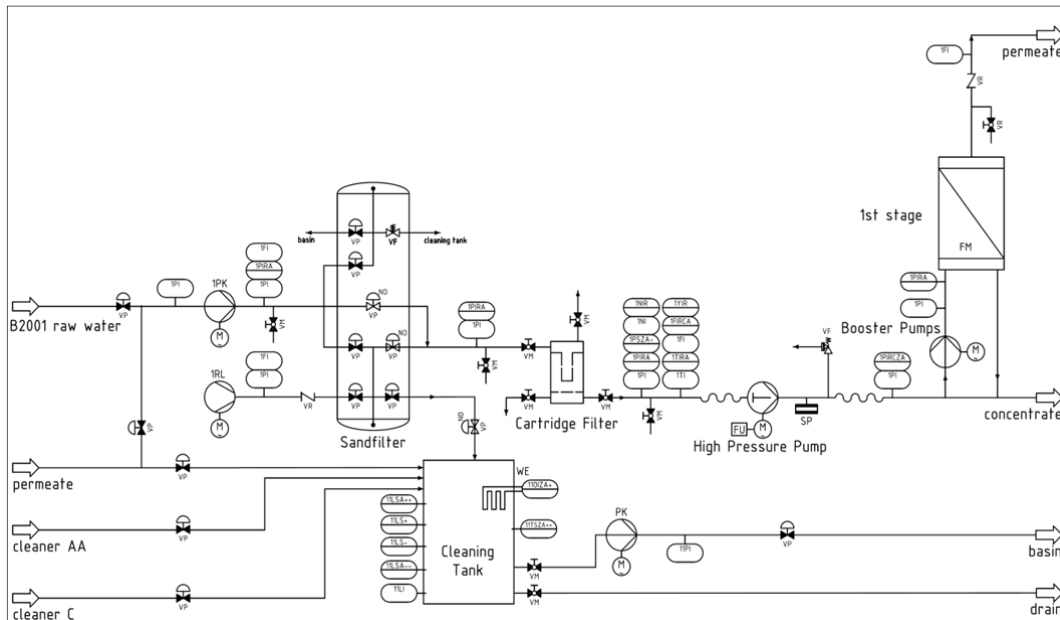 permeate
1FI
VR
VR
1st stage
FM
basin
VP
VF
cleaning tank
VP
1FI
1PIRA
1PI
1PI
1PK
M
VM
VP
B2001 raw water
NO
VP
1PIRA
1PI
VM
VP
NO
VP
VM
VM
1NIR
1NI
1PSZA-
1PIRA
1PI
VM
1YIR
1FIRCA
1FI
1TIRA
1TI
VF
1PIRA
1PI
Booster Pumps
M
1PIRCZA
1PI
1FI
1PI
1RL
M
VR
VP
VP
Sandfilter
VM
Cartridge Filter
VM
FU
M
High Pressure Pump
SP
concentrate
NO
VP
VP
permeate
VP
WE
11LSA++
11LS+
11LS-
11LSA--
11LI
11TSZA++
Cleaning
Tank
cleaner AA
VP
PK
M
11PI
VP
VM
basin
cleaner C
VP
VM
drain